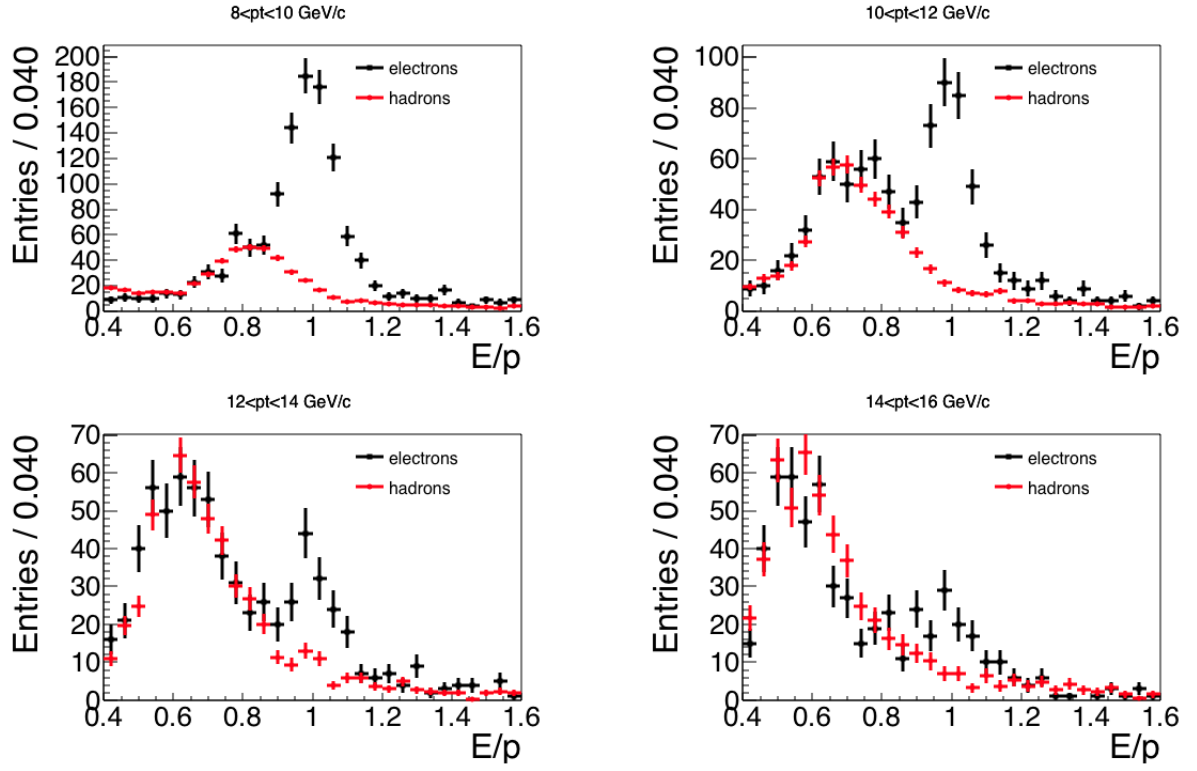 8<pt<10 GeV/c
Entries / 0.040
200
180
160
140
120
100
80
60
40
20
0
electrons
hadrons
0.4 0.6 0.8 1 1.2 1.4 1.6
E/p
10<pt<12 GeV/c
Entries / 0.040
100
80
60
40
20
0
electrons
hadrons
0.4 0.6 0.8 1 1.2 1.4 1.6
E/p
12<pt<14 GeV/c
Entries / 0.040
70
60
50
40
30
20
10
0
electrons
hadrons
0.4 0.6 0.8 1 1.2 1.4 1.6
E/p
14<pt<16 GeV/c
Entries / 0.040
70
60
50
40
30
20
10
0
electrons
hadrons
0.4 0.6 0.8 1 1.2 1.4 1.6
E/p